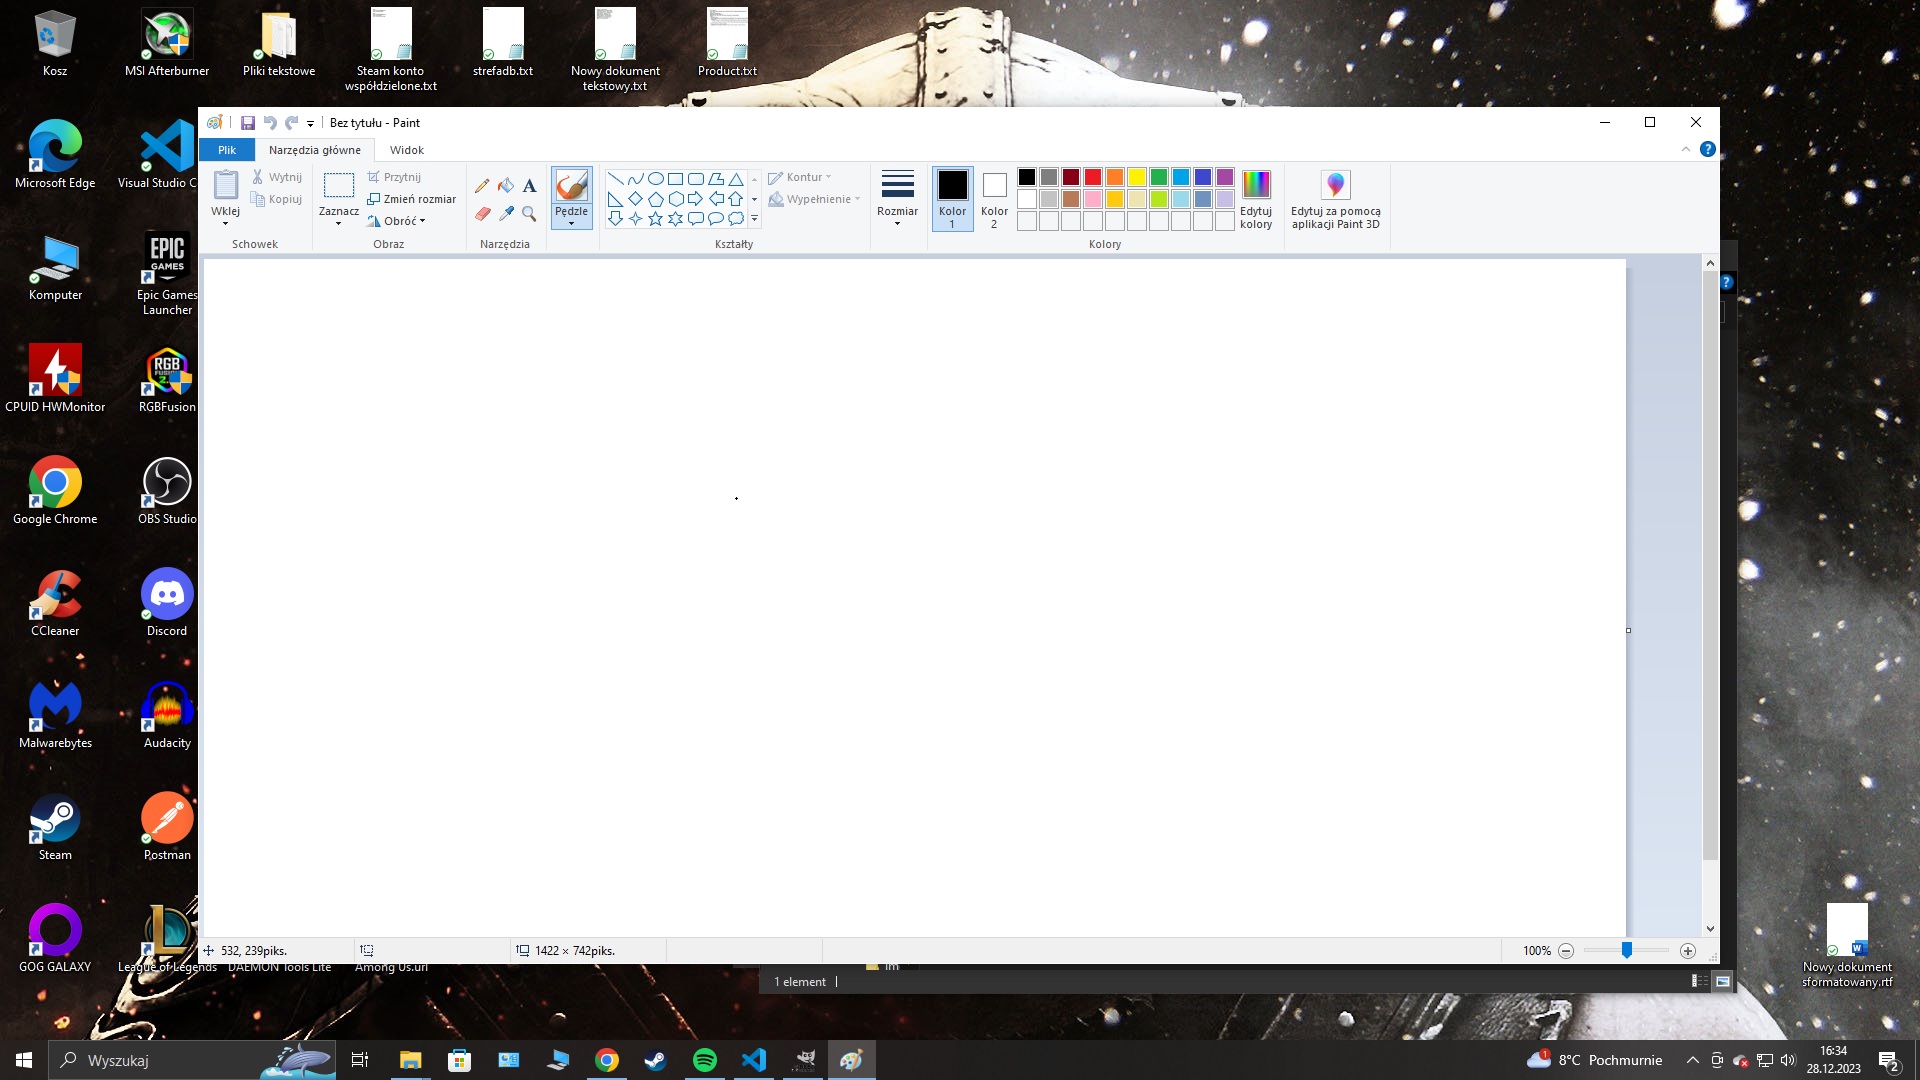 Kosz
MSI Afterburner
Pliki tekstowe
Steam konto
współdzielone.txt
strefadb.txt
Nowy dokument
tekstowy.txt
Product.txt
Bez tytułu - Paint
Plik
Narzędzia główne
Widok
Wklej
Wytnij
Kopiuj
Schowek
Zaznacz
Przytnij
Zmień rozmiar
Obróć
Obraz
A
Narzędzia
Pędzle
Kształty
Kontur
Wypełnienie
Rozmiar
Kolor
1
Kolor
2
Kolory
Edytuj
kolory
Edytuj za pomocą
aplikacji Paint 3D
Microsoft Edge
Visual Studio C
Komputer
EPIC
GAMES
Epic Games
Launcher
CPUID HWMonitor
RGB
RGBFusion
Google Chrome
OBS Studio
CCleaner
Discord
Malwarebytes
Audacity
Steam
Postman
GOG GALAXY
League of Legends
DAEMON Tools Lite
Among Us.url
532, 239piks.
1422 × 742piks.
100%
1 element
Nowy dokument
sformatowany.rtf
Wyszukaj
1
8°C Pochmurnie
16:34
28.12.2023
2